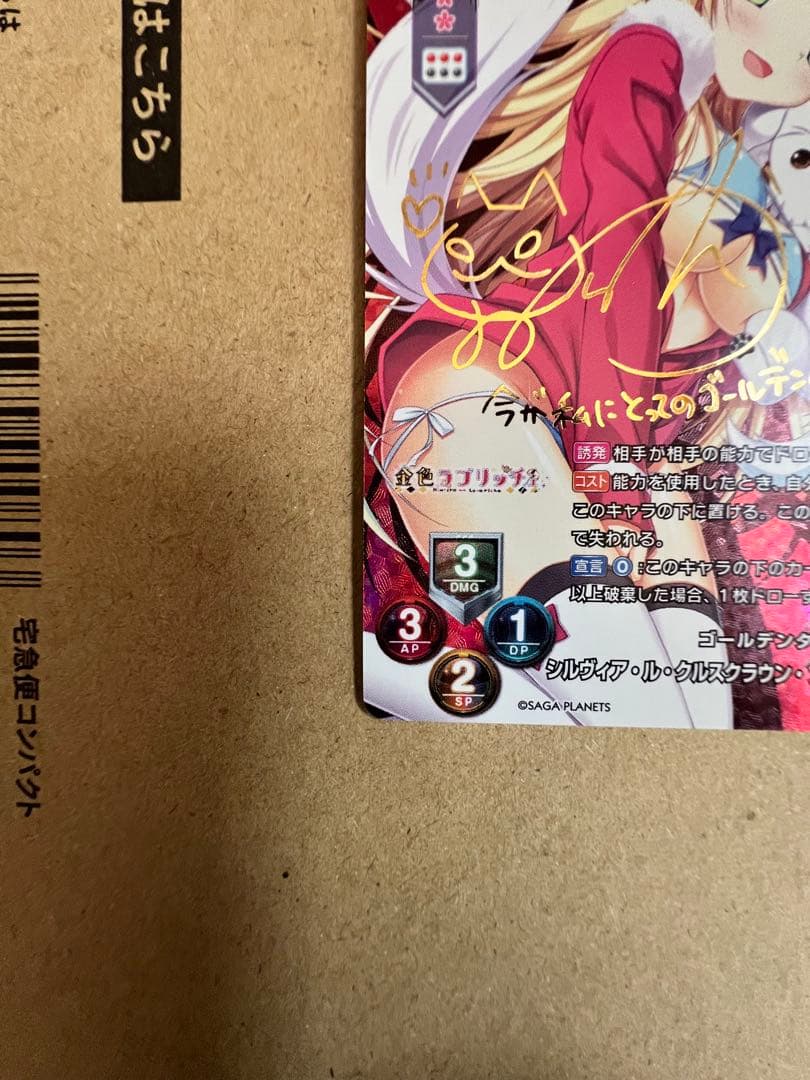 は
はこちら
宅急便コンパクト
今が私にとってのゴールデン
誘発 相手が相手の能力でドロ
コスト 能力を使用したとき、自
このキャラの下に置ける。この
で失われる。
宣言 0 :このキャラの下のカー
以上破棄した場合、1枚ドローす
金色ラブリッチェ
3
DMG
3
AP
1
DP
2
SP
ゴールデンタ
シルヴィア・ル・クルスクラウン・
©SAGA PLANETS